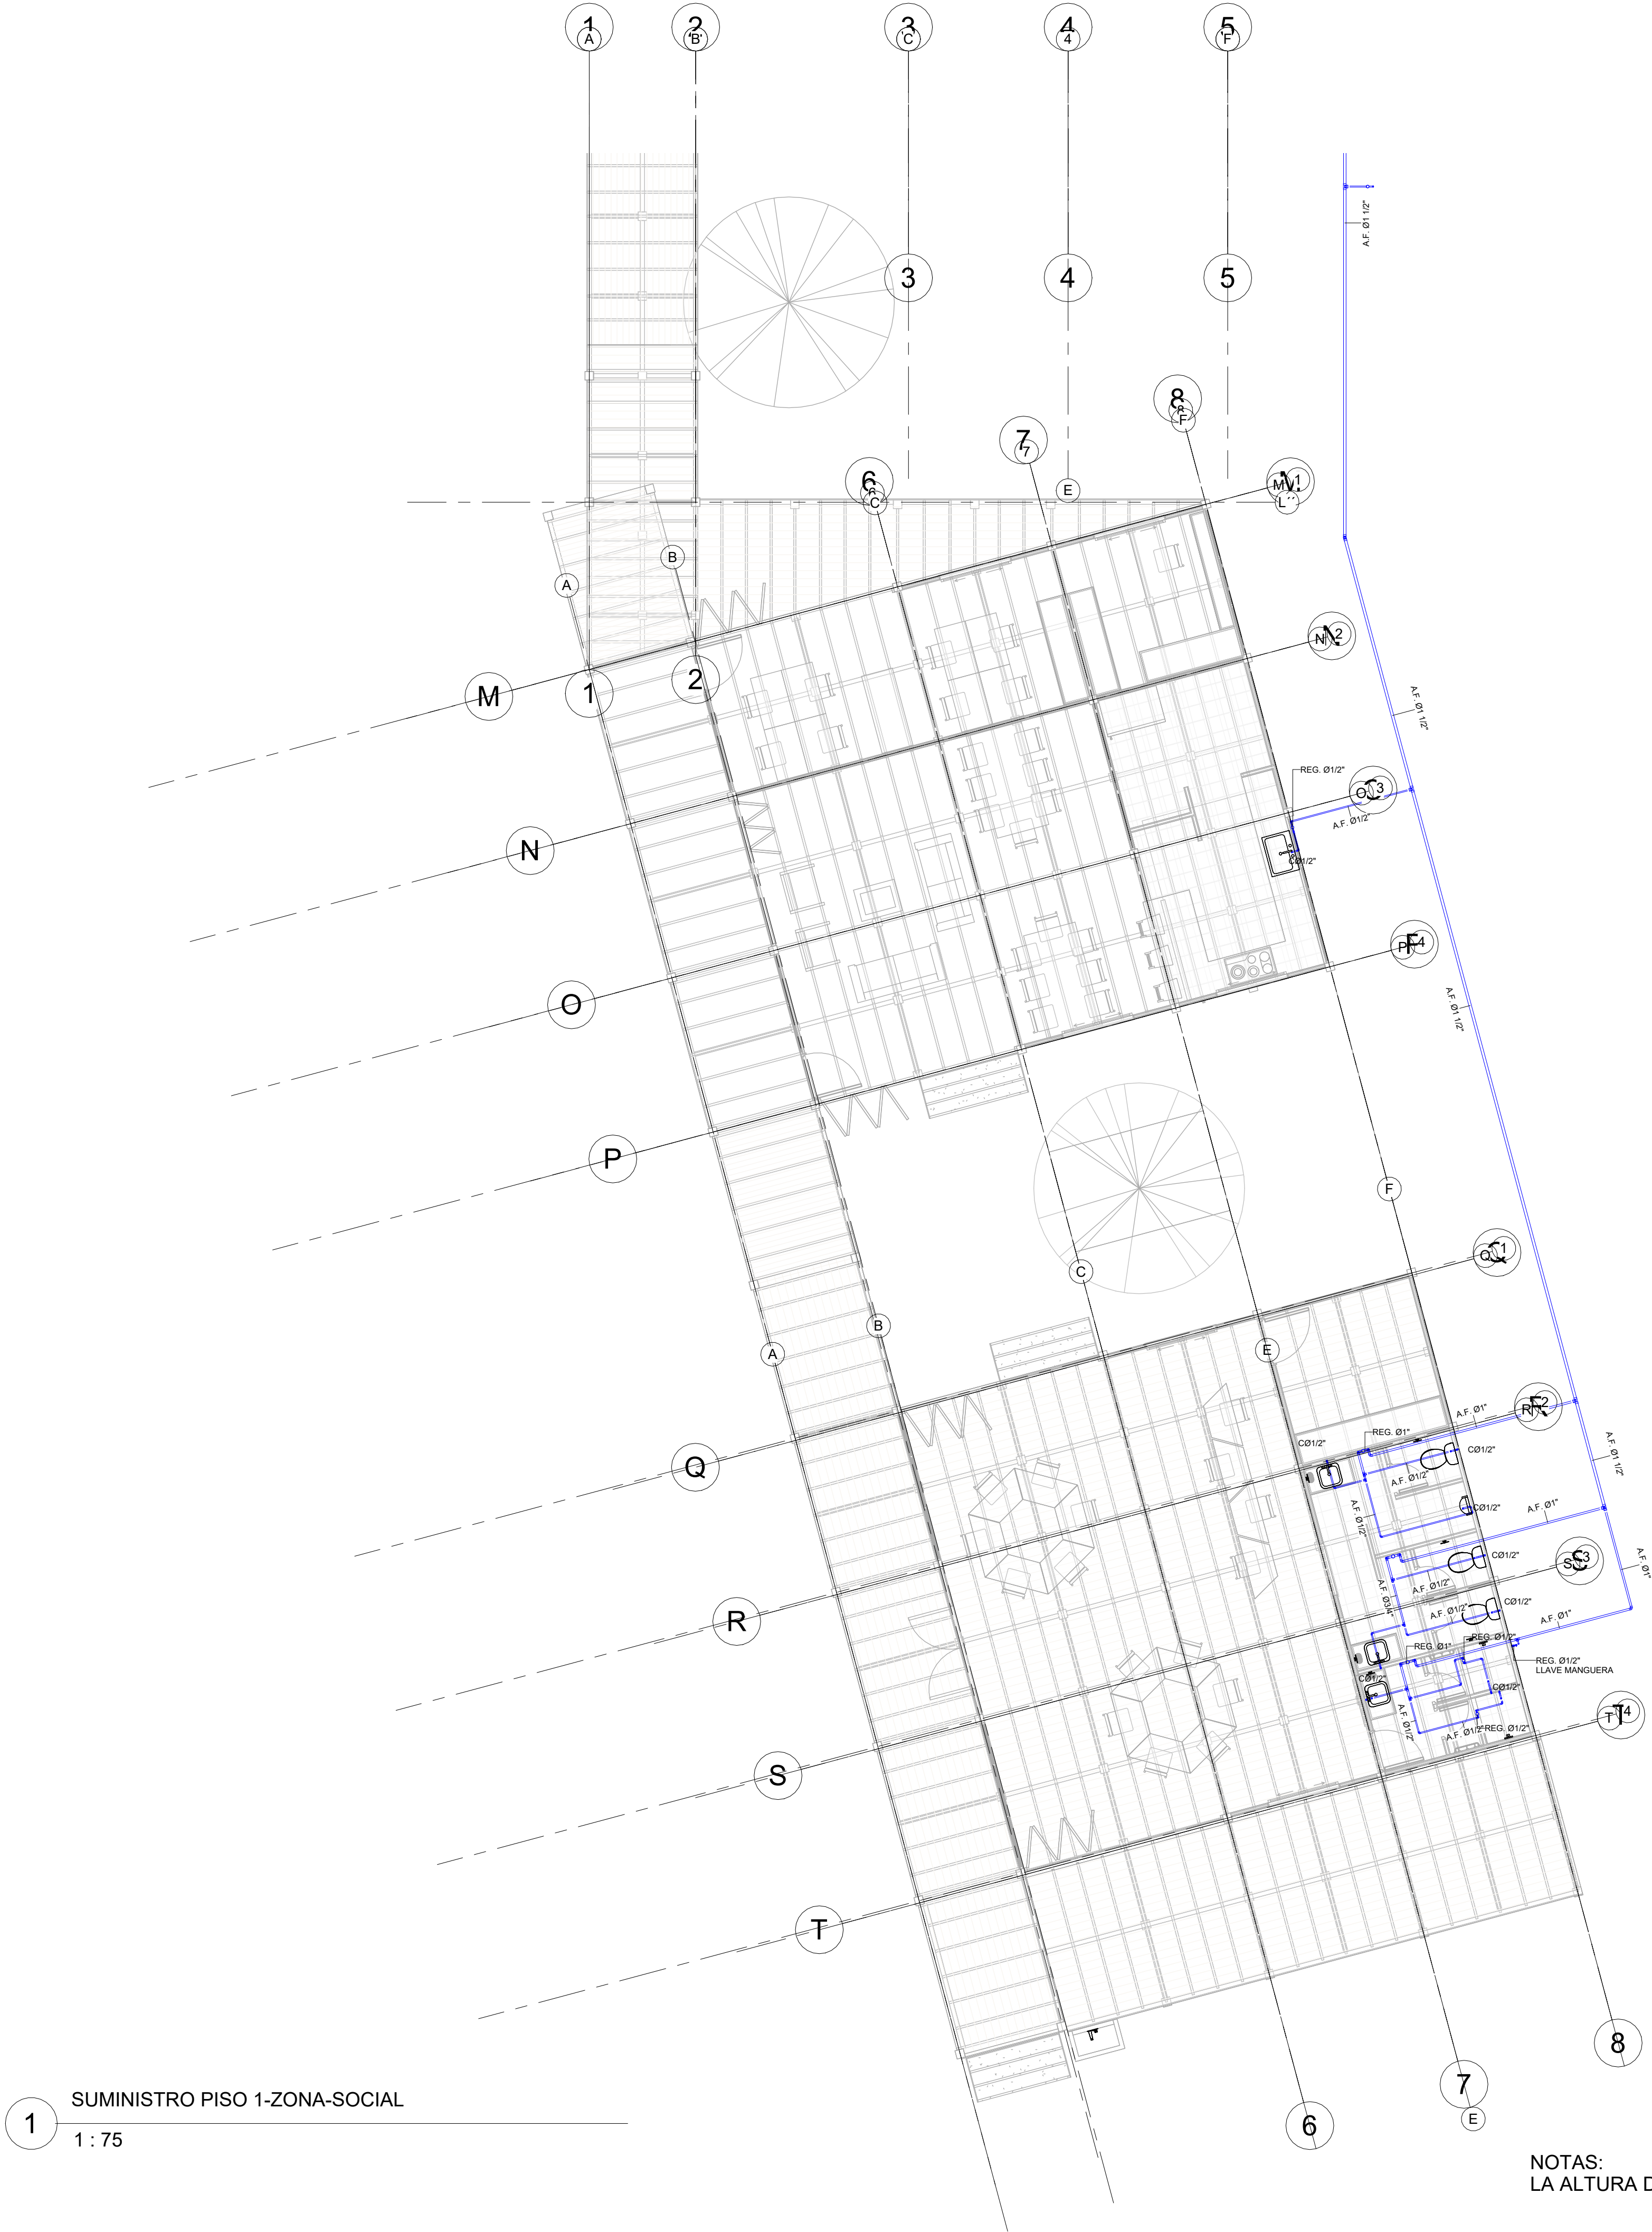 1
A
2
B'
3
C
4
4
5
F
A.F. Ø1 1/2"
3
4
5
8
8
F
7
7
6
6
C
E
M
1
L''
B
A
N
2
M
1
2
A.F. Ø1 1/2"
REG. Ø1/2"
O
3
A.F. Ø1/2"
N
CØ1/2"
P
4
O
A.F. Ø1 1/2"
P
F
Q
1
C
B
A
E
R
2
A.F. Ø1"
REG. Ø1"
CØ1/2"
CØ1/2"
A.F. Ø1 1/2"
Q
A.F. Ø1/2"
A.F. Ø1/2"
CØ1/2"
A.F. Ø1"
CØ1/2"
S
S
3
A.F. Ø1"
A.F. Ø1/2"
A.F. Ø3/4"
CØ1/2"
A.F. Ø1/2"
A.F. Ø1"
R
REG. Ø1"
REG. Ø1/2"
REG. Ø1/2"
LLAVE MANGUERA
CØ1/2"
CØ1/2"
T
T
4
A.F. Ø1/2"
A.F. Ø1/2"
REG. Ø1/2"
S
T
8
7
E
6
1
SUMINISTRO PISO 1-ZONA-SOCIAL
1 : 75
NOTAS:
LA ALTURA D